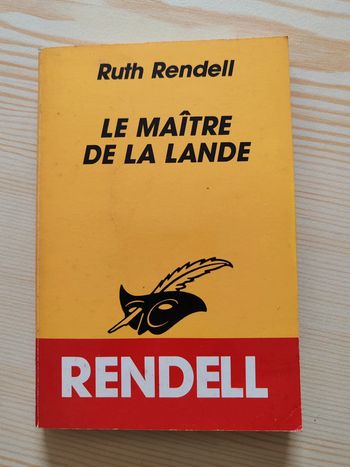 Ruth Rendell
LE MAÎTRE
DE LA LANDE
RENDELL